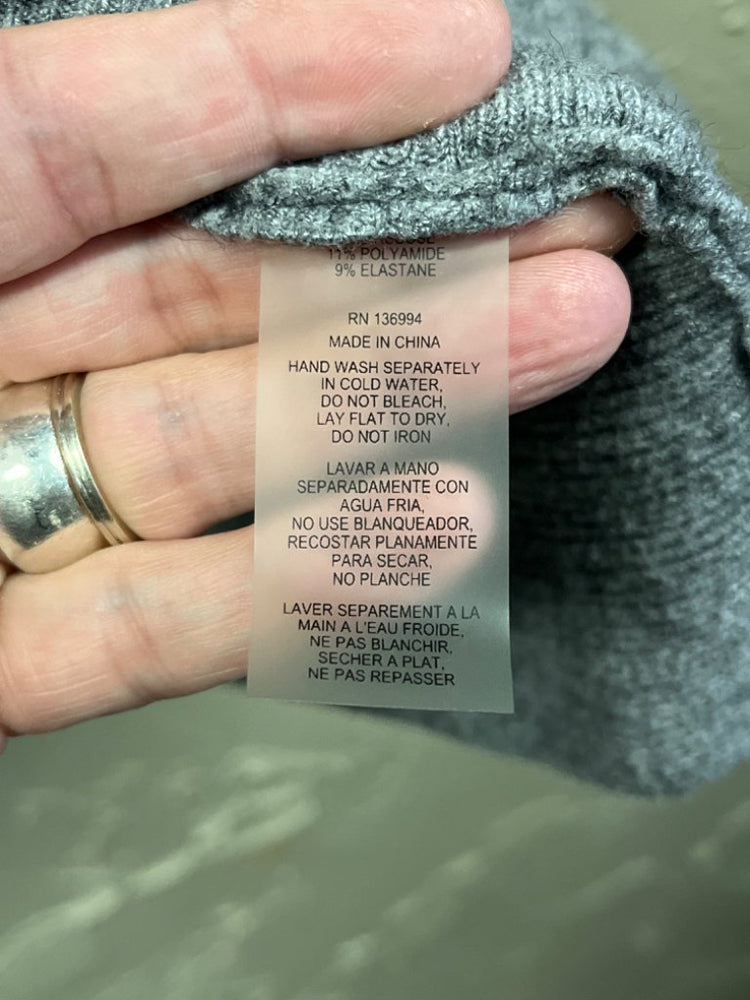 11% POLYAMIDE
9% ELASTANE
RN 136994
MADE IN CHINA
HAND WASH SEPARATELY
IN COLD WATER,
DO NOT BLEACH,
LAY FLAT TO DRY,
DO NOT IRON
LAVAR A MANO
SEPARADAMENTE CON
AGUA FRIA,
NO USE BLANQUEADOR,
RECOSTAR PLANAMENTE
PARA SECAR,
NO PLANCHE
LAVER SEPAREMENT A LA
MAIN A L'EAU FROIDE,
NE PAS BLANCHIR,
SECHER A PLAT,
NE PAS REPASSER